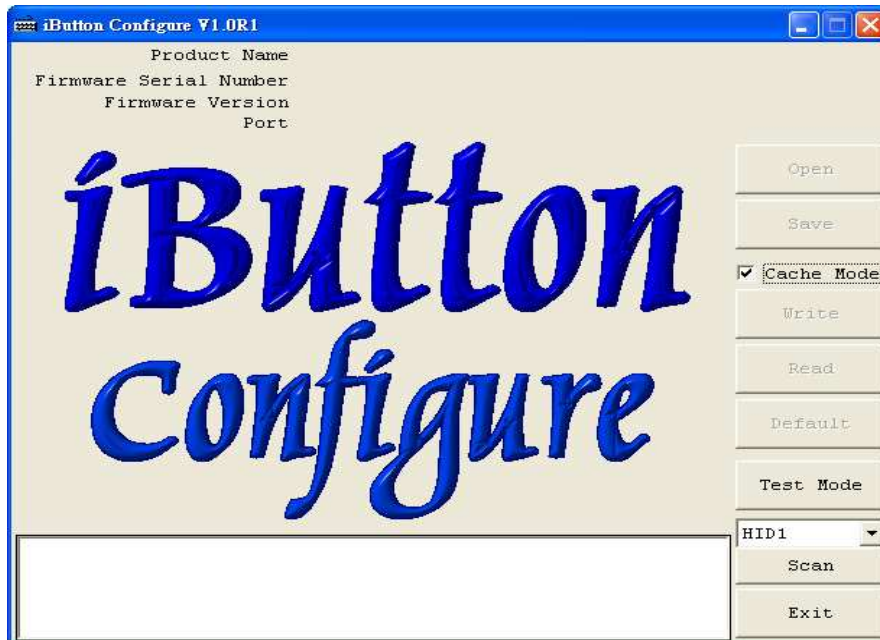 iButton Configure V1.0R1
Product Name
Firmware Serial Number
Firmware Version
Port
iButton
Configure
Open
Save
Cache Mode
Write
Read
Default
Test Mode
HID1
Scan
Exit